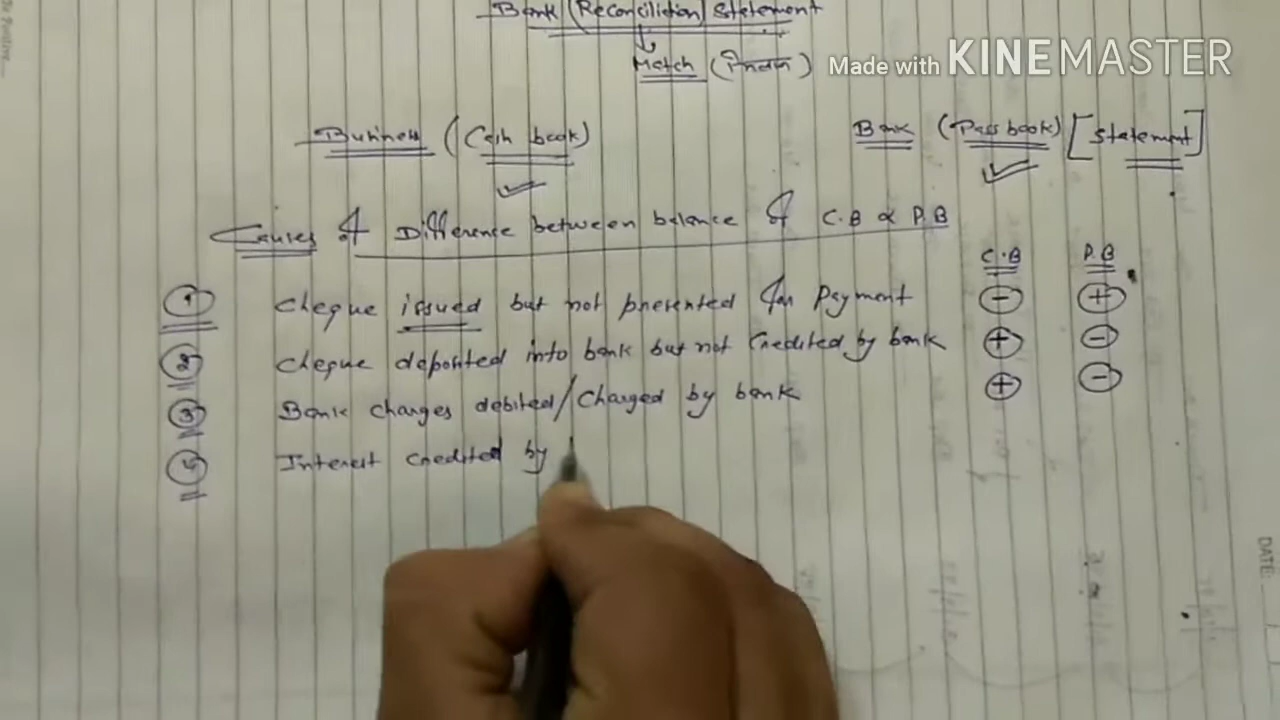 Bank (Reconciliation) Statement
Match (मिलान)
Made with KINEMASTER
Business (Cash book)
Bank (Pass book) [Statement]
Causes of Difference between balance of C.B & P.B
C.B P.B
1 Cheque issued but not presented for Payment - +
2 Cheque deposited into bank but not Credited by bank + -
3 Bank charges debited/Charged by bank + -
5 Interest credited by
DATE: